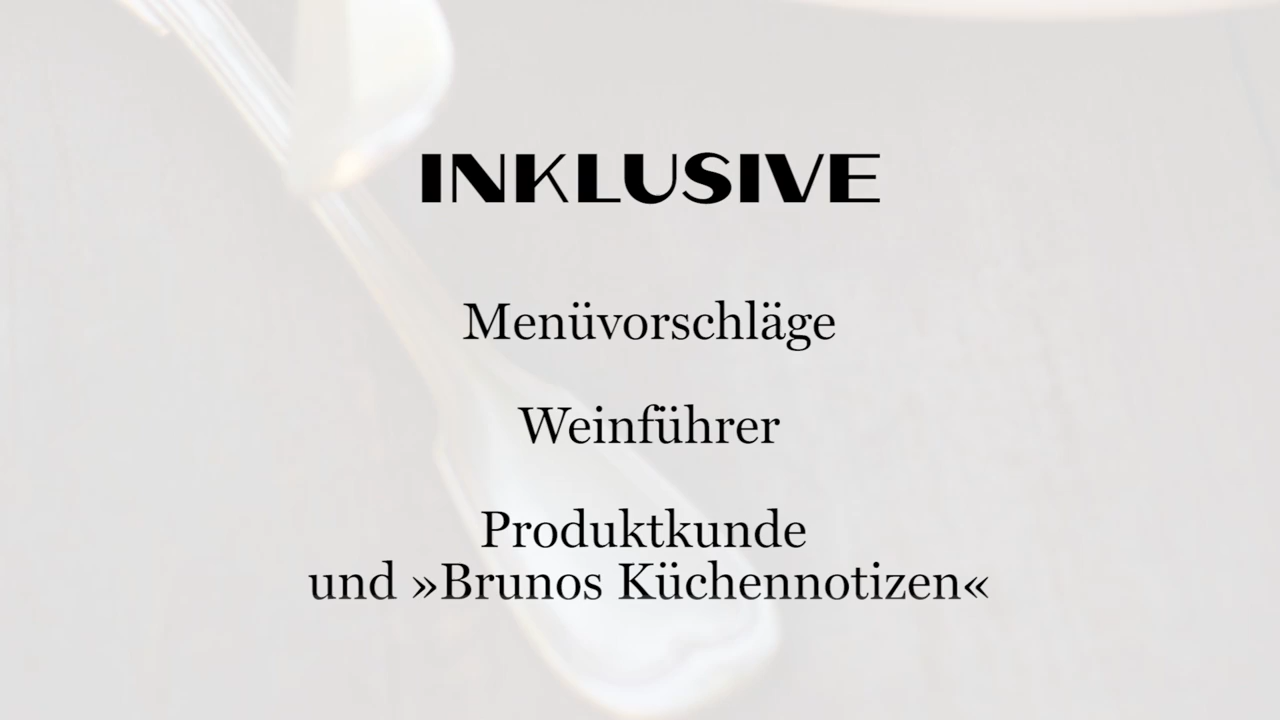 INKLUSIVE
Menüvorschläge
Weinführer
Produktkunde
und »Brunos Küchennotizen«